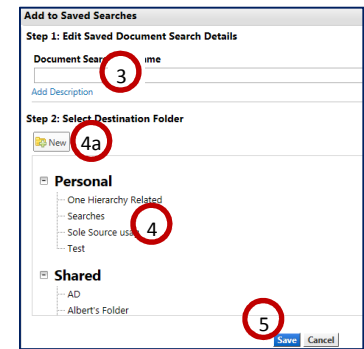 Add to Saved Searches
Step 1: Edit Saved Document Search Details
Document Sear me
3
Add Description
Step 2: Select Destination Folder
New 4a
Personal
One Hierarchy Related
Searches
Sole Source usa 4
Test
Shared
AD
Albert's Folder
5
Save Cancel